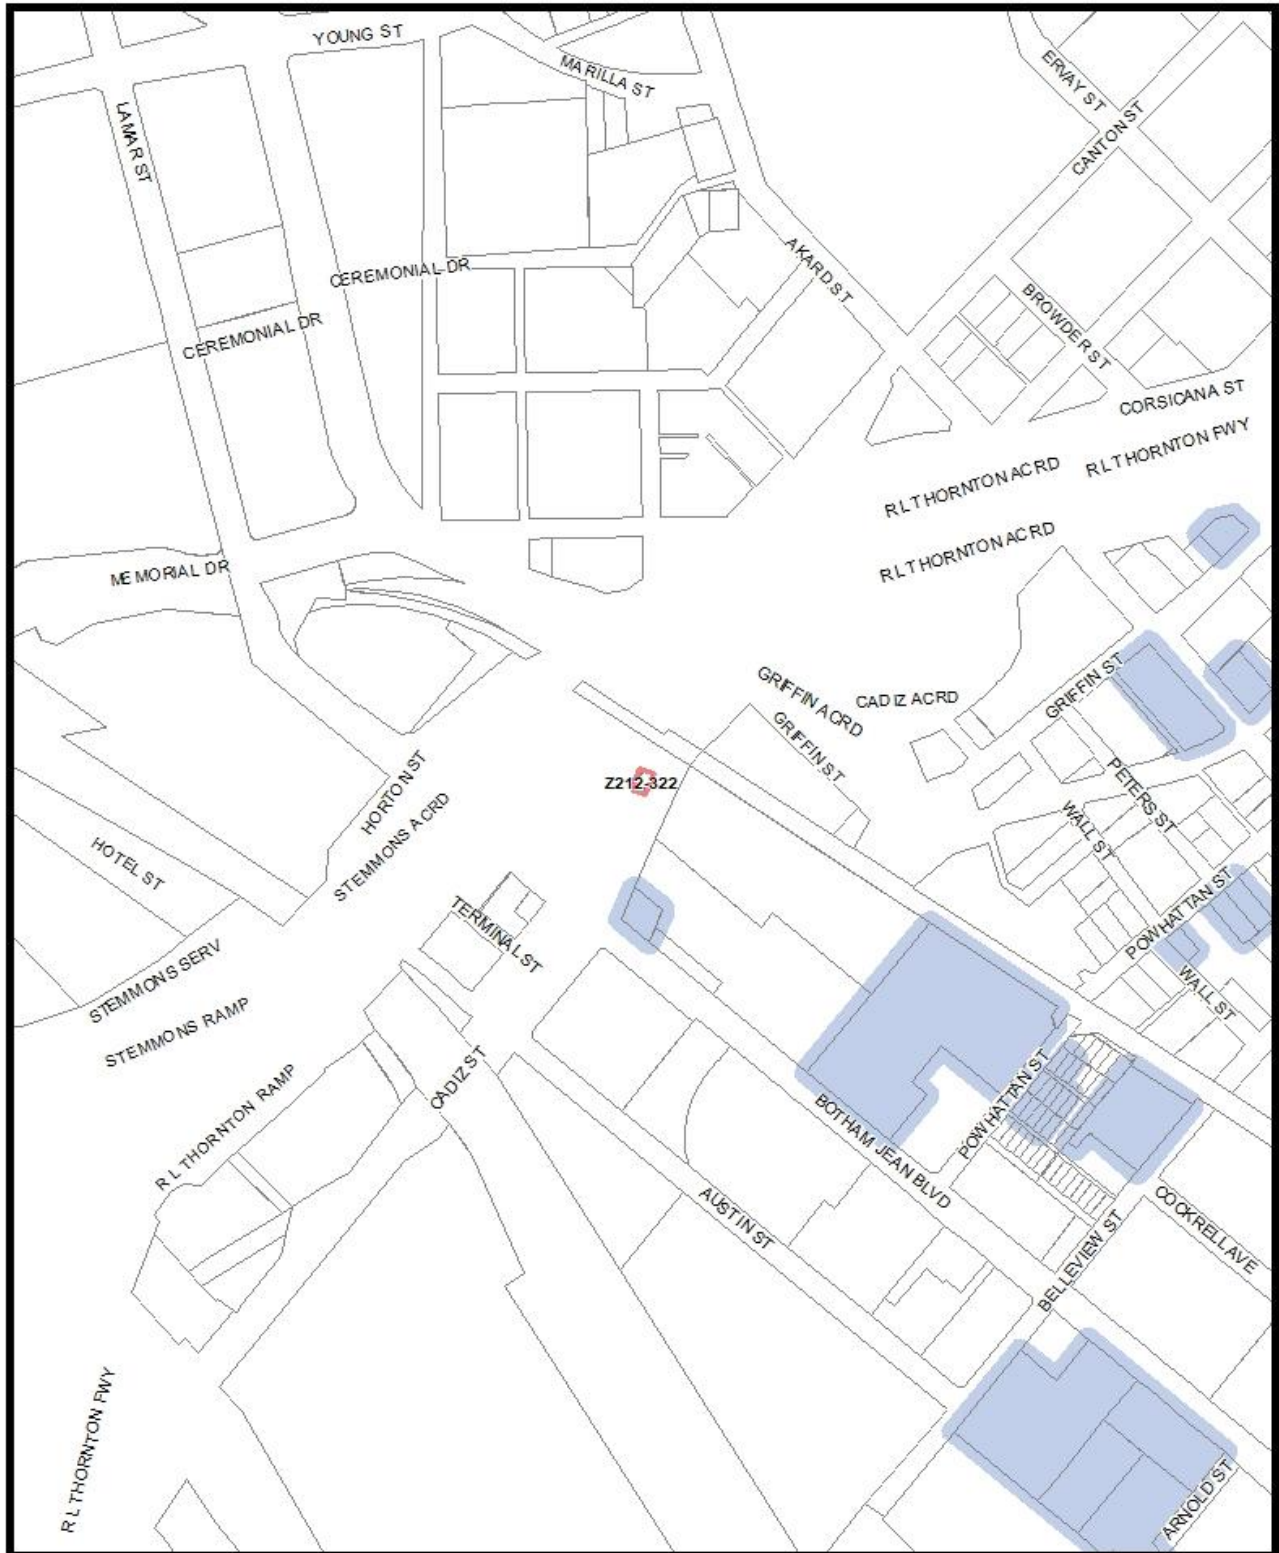 YOUNG ST
MARILLA ST
ERVAY ST
CANTON ST
LAMAR ST
CEREMONIAL DR
AKARD ST
CEREMONIAL DR
BROWDER ST
CORSICANA ST
R L THORNTON FWY
R L THORNTON ACRD
R L THORNTON ACRD
MEMORIAL DR
GRIFFIN ST
GRIFFIN ACRD
CADIZ ACRD
GRIFFIN ST
Z212-322
HORTON ST
STEMMONS ACRD
PETERS ST
WALL ST
HOTEL ST
TERMINAL ST
POWHATTAN ST
STEMMONS SERV
WALL ST
STEMMONS RAMP
CADIZ ST
R L THORNTON RAMP
POWHATTAN ST
BOTHAM JEAN BLVD
AUSTIN ST
COCKRELL AVE
BELLEVIEW ST
R L THORNTON FWY
ARNOLD ST